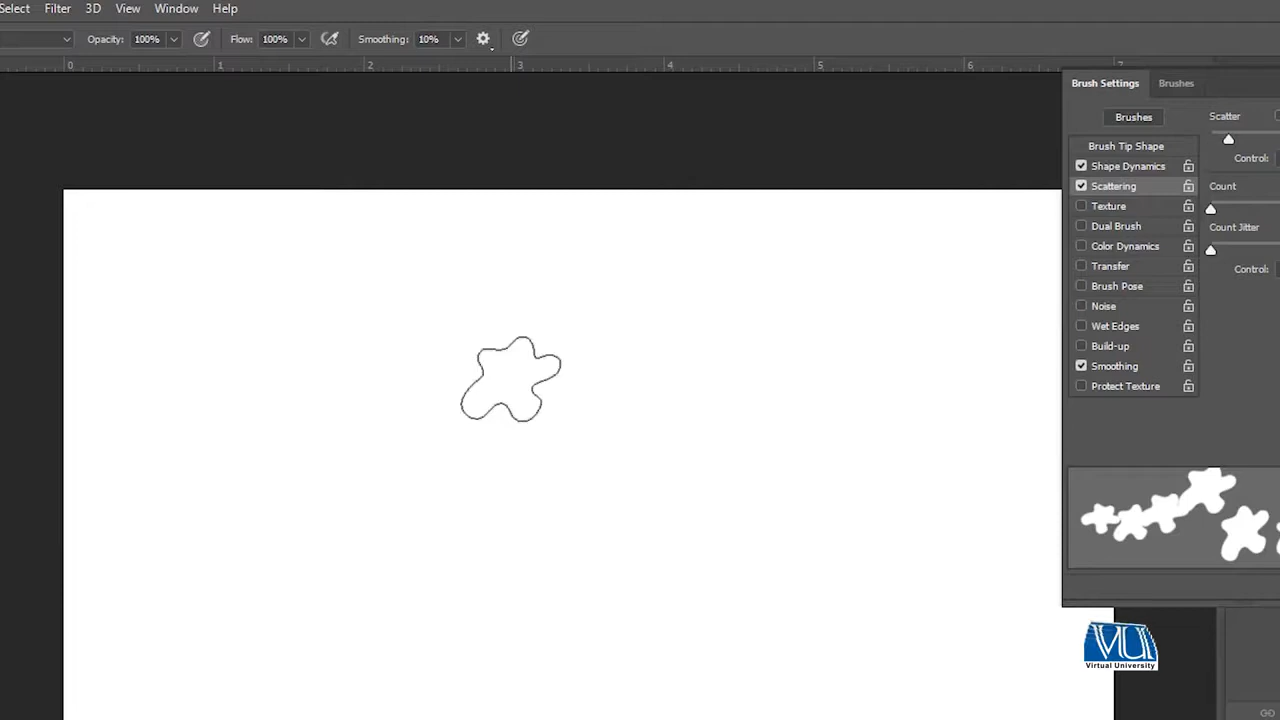 Select Filter 3D View Window Help
Opacity: 100% Flow: 100% Smoothing: 10%
0 1 2 3 4 5 6 7
Brush Settings Brushes
Brushes
Scatter
Control:
Brush Tip Shape
Shape Dynamics
Scattering
Count
Texture
Dual Brush
Count Jitter
Color Dynamics
Transfer
Control:
Brush Pose
Noise
Wet Edges
Build-up
Smoothing
Protect Texture
VU
Virtual University